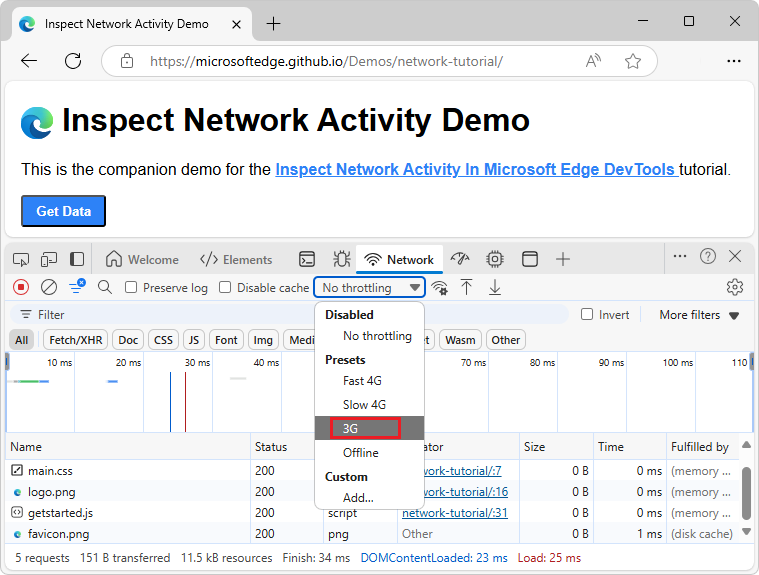 Inspect Network Activity Demo
https://microsoftedge.github.io/Demos/network-tutorial/
Inspect Network Activity Demo
This is the companion demo for the Inspect Network Activity In Microsoft Edge DevTools tutorial.
Get Data
Welcome Elements Network
Preserve log Disable cache No throttling
Filter Invert More filters
All Fetch/XHR Doc CSS JS Font Img Medi et Wasm Other
10 ms 20 ms 30 ms 40 ms 70 ms 80 ms 90 ms 100 ms 110
Disabled
No throttling
Presets
Fast 4G
Slow 4G
3G
Offline
Custom
Add...
Name Status ator Size Time Fulfilled by
main.css 200 work-tutorial/:7 0 B 0 ms (memory ...
logo.png 200 work-tutorial/:16 0 B 0 ms (memory ...
getstarted.js 200 script network-tutorial/:31 0 B 0 ms (memory ...
favicon.png 200 png Other 0 B 1 ms (disk cache)
5 requests 151 B transferred 11.5 kB resources Finish: 34 ms DOMContentLoaded: 23 ms Load: 25 ms